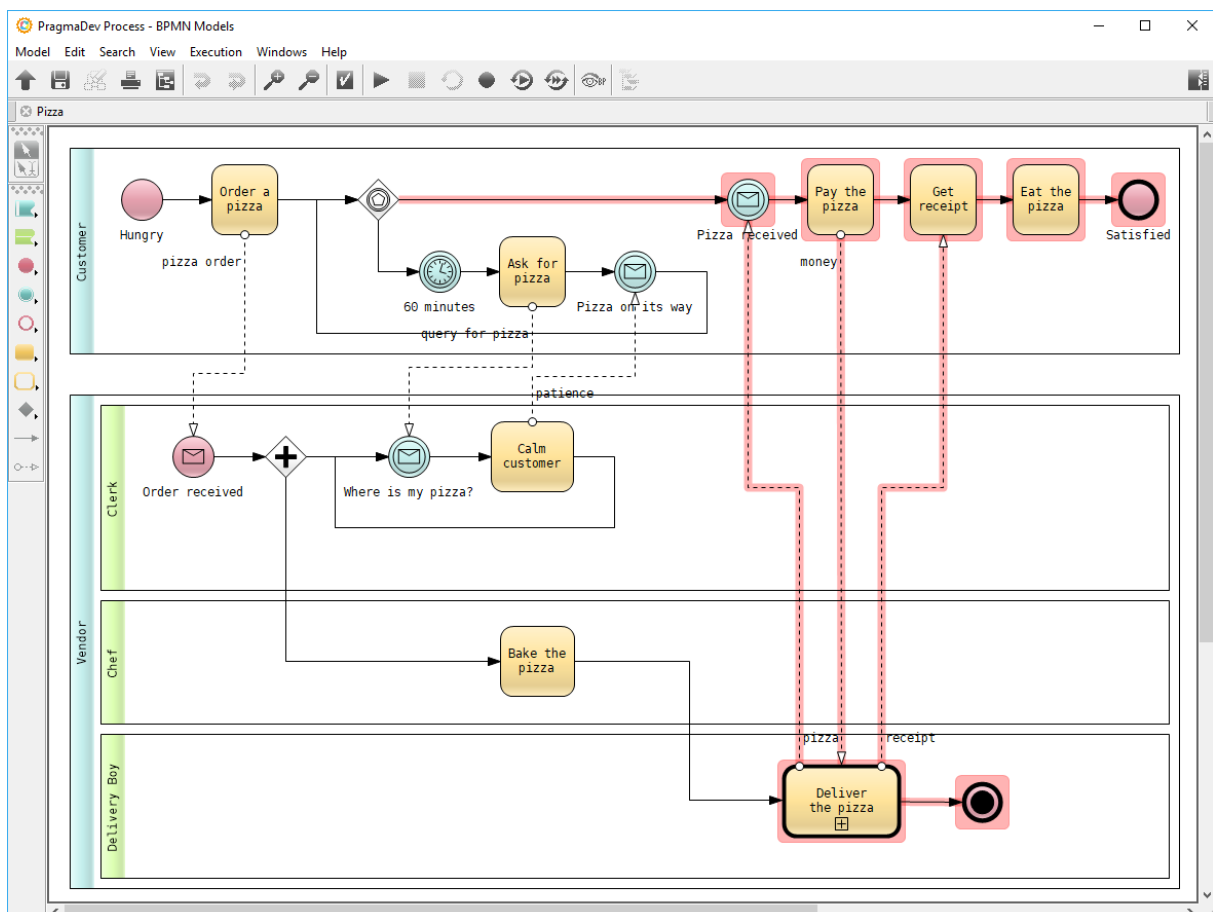 PragmaDev Process - BPMN Models
Model Edit Search View Execution Windows Help
Pizza
Customer
Hungry
Order a
pizza
pizza order
60 minutes
Ask for
pizza
query for pizza
Pizza on its way
Pizza received
Pay the
pizza
money
Get
receipt
Eat the
pizza
Satisfied
patience
Vendor
Clerk
Order received
Where is my pizza?
Calm
customer
Chef
Bake the
pizza
Delivery Boy
pizza
receipt
Deliver
the pizza